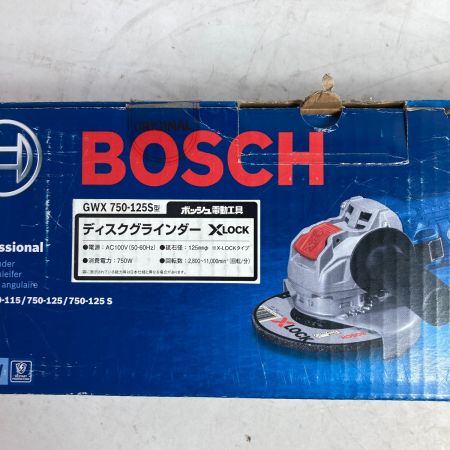 ORIGINAL
BOSCH
GWX 750-125S型
ボッシュ電動工具
ディスクグラインダー X-LOCK
●電源:AC100V(50-60Hz) ●砥石径:125mmφ ※X-LOCKタイプ
●消費電力:750W ●回転数:2,800~11,000min⁻¹(回転/分)
essional
nder
leifer
angulaire
-115/750-125/750-125 S
X-LOCK
BOSCH